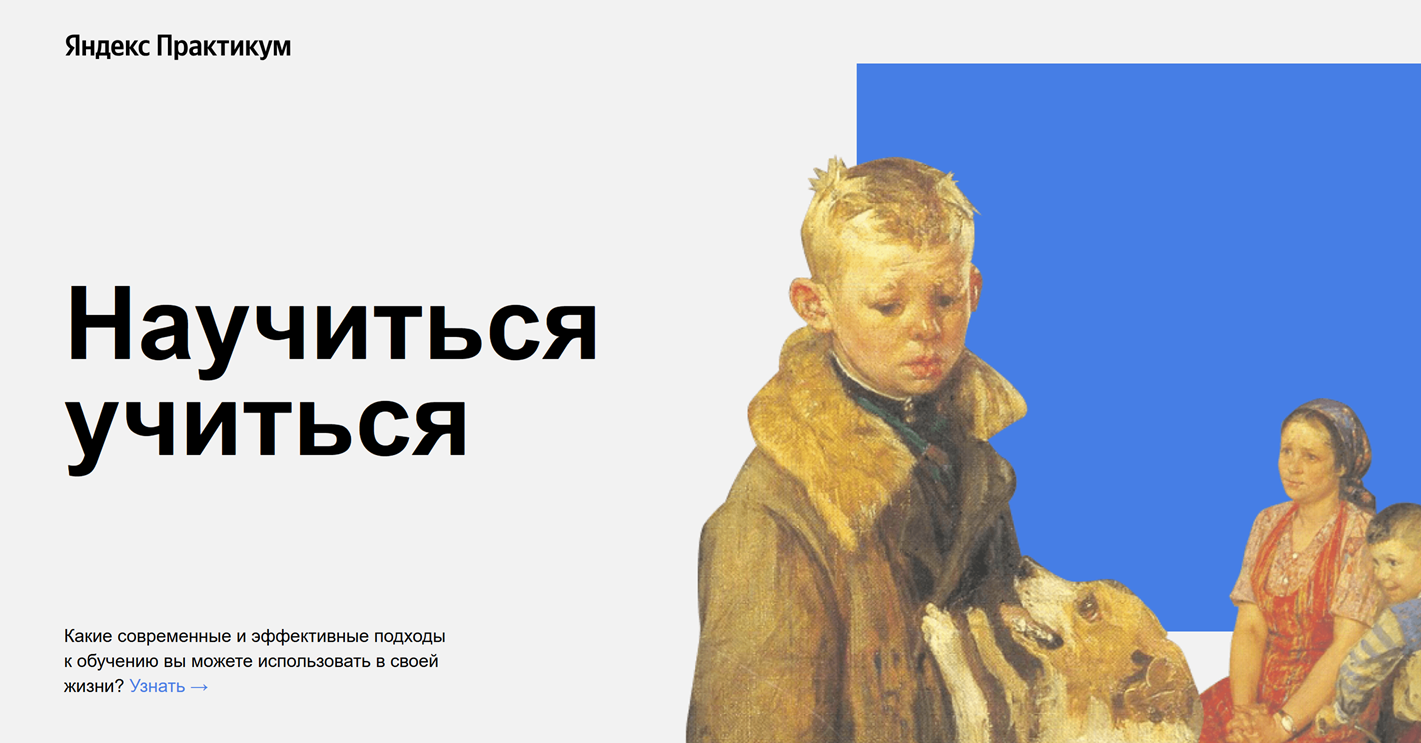 Яндекс Практикум
Научиться
учиться
Какие современные и эффективные подходы
к обучению вы можете использовать в своей
жизни? Узнать →